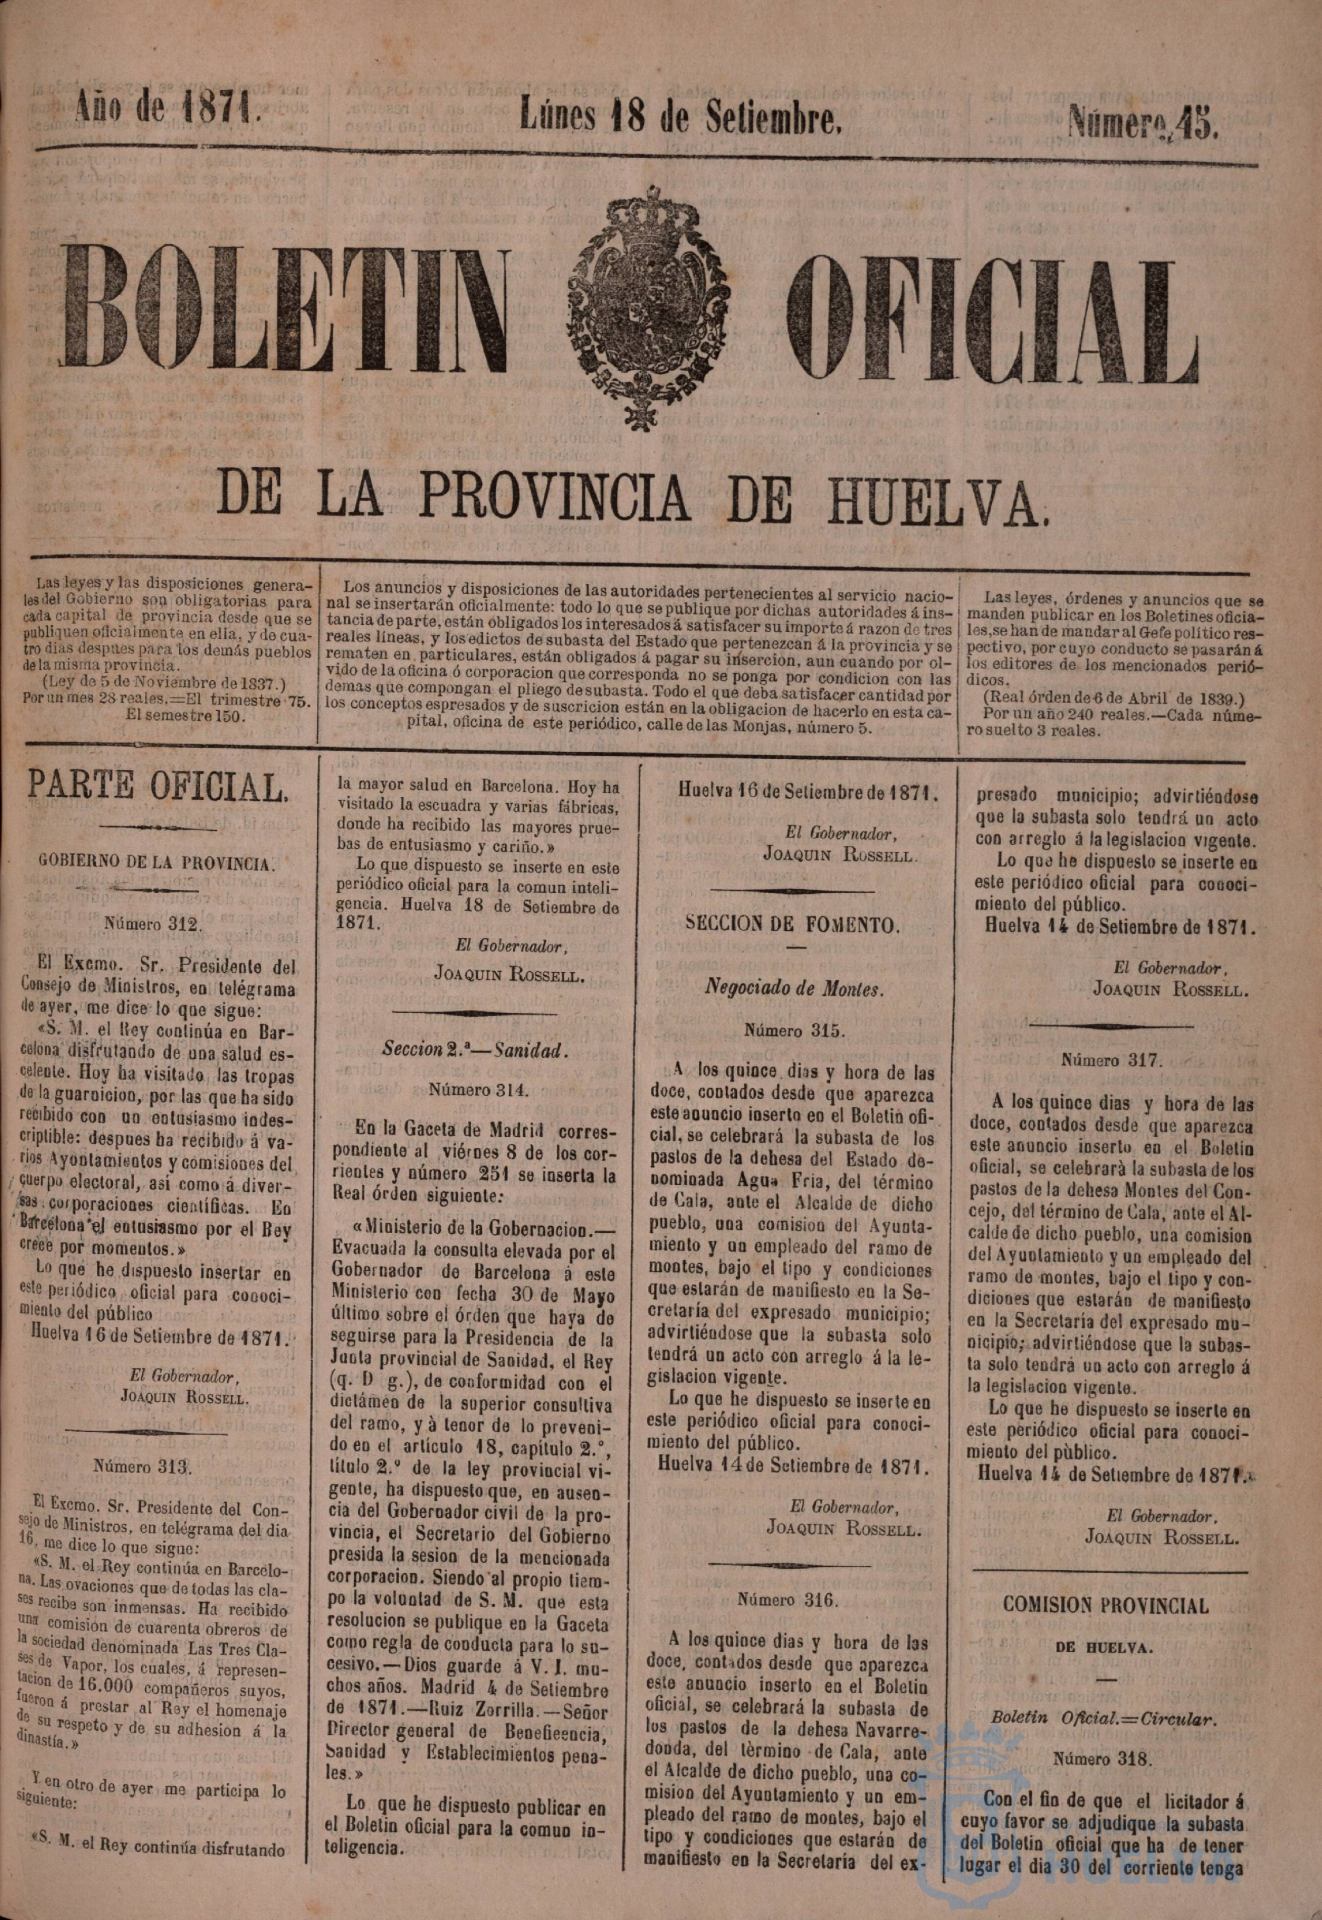 Año de 1871.
Lúnes 18 de Setiembre.
Número 45.
BOLETIN OFICIAL
DE LA PROVINCIA DE HUELVA.
Las leyes y las disposiciones genera-
les del Gobierno son obligatorias para
cada capital de provincia desde que se
publiquen oficialmente en ella, y de cua-
tro dias despues para los demás pueblos
de la misma provincia.
(Ley de 5 de Noviembre de 1837.)
Por un mes 28 reales.=El trimestre 75.
El semestre 150.
Los anuncios y disposiciones de las autoridades pertenecientes al servicio nacio-
nal se insertarán oficialmente: todo lo que se publique por dichas autoridades á ins-
tancia de parte, están obligados los interesados á satisfacer su importe á razon de tres
reales líneas, y los edictos de subasta del Estado que pertenezcan á la provincia y se
rematen en particulares, están obligados á pagar su inserción, aun cuando por ol-
vido de la oficina ó corporacion que corresponda no se ponga por condicion con las
demas que compongan el pliego de subasta. Todo el que deba satisfacer cantidad por
los conceptos espresados y de suscricion están en la obligacion de hacerlo en esta ca-
pital, oficina de este periódico, calle de las Monjas, número 5.
Las leyes, órdenes y anuncios que se
manden publicar en los Boletines oficia-
les, se han de mandar al Gefe político res-
pectivo, por cuyo conducto se pasarán á
los editores de los mencionados perió-
dicos.
(Real órden de 6 de Abril de 1839.)
Por un año 240 reales.—Cada núme-
ro suelto 3 reales.
PARTE OFICIAL.
GOBIERNO DE LA PROVINCIA.
Número 312.
El Excmo. Sr. Presidente del
Consejo de Ministros, en telégrama
de ayer, me dice lo que sigue:
«S. M. el Rey continúa en Bar-
celona disfrutando de una salud es-
celente. Hoy ha visitado las tropas
de la guarnicion, por las que ha sido
recibido con un entusiasmo indes-
criptible: despues ha recibido á va-
rios Ayontamientos y comisiones del
cuerpo electoral, asi como á diver-
sas corporaciones científicas. En
Barcelona el entusiasmo por el Rey
crece por momentos.»
Lo que he dispuesto insertar en
este periódico oficial para conoci-
miento del público
Huelva 16 de Setiembre de 1871.
El Gobernador,
JOAQUIN ROSSELL.
Número 313.
El Excmo. Sr. Presidente del Con-
sejo de Ministros, en telégrama del dia
16, me dice lo que sigue:
«S. M. el Rey continúa en Barcelo-
na. Las ovaciones que de todas las cla-
ses recibe son inmensas. Ha recibido
una comisión de cuarenta obreros de
la sociedad denominada Las Tres Cla-
ses de Vapor, los cuales, á represen-
tacion de 16.000 compañeros suyos,
fueron á prestar al Rey el homenaje
de su respeto y de su adhesion á la
dinastía.»
Y en otro de ayer me participa lo
siguiente:
«S. M. el Rey continúa disfrutando
la mayor salud en Barcelona. Hoy ha
visitado la escuadra y varias fábricas,
donde ha recibido las mayores prue-
bas de entusiasmo y cariño.»
Lo que dispuesto se inserte en este
periódico oficial para la comun inteli-
gencia. Huelva 18 de Setiembre de
1871.
El Gobernador,
JOAQUIN ROSSELL.
Seccion 2.ª—Sanidad.
Número 314.
En la Gaceta de Madrid corres-
pondiente al viérnes 8 de los cor-
rientes y número 251 se inserta la
Real órden siguiente:
«Ministerio de la Gobernacion.—
Evacuada la consulta elevada por el
Gobernador de Barcelona á este
Ministerio con fecha 30 de Mayo
último sobre el órden que haya de
seguirse para la Presidencia de la
Junta provincial de Sanidad, el Rey
(q. D g.), de conformidad con el
dictámen de la superior consultiva
del ramo, y à tenor de lo preveni-
do en el artículo 18, capítulo 2.º,
título 2.º de la ley provincial vi-
gente, ha dispuesto que, en ausen-
cia del Gobernador civil de la pro-
vincia, el Secretario del Gobierno
presida la sesion de la mencionada
corporacion. Siendo al propio tiem-
po la voluntad de S. M. que esta
resolucion se publique en la Gaceta
como regla de conducta para lo su-
cesivo.—Dios guarde á V. I. mu-
chos años. Madrid 4 de Setiembre
de 1871.—Ruiz Zorrilla.—Señor
Director general de Beneficencia,
Sanidad y Establecimientos pena-
les.»
Lo que he dispuesto publicar en
el Boletin oficial para la comun in-
teligencia.
Huelva 16 de Setiembre de 1871.
El Gobernador,
JOAQUIN ROSSELL.
SECCION DE FOMENTO.
Negociado de Montes.
Número 315.
A los quince dias y hora de las
doce, contados desde que aparezca
este anuncio inserto en el Boletin ofi-
cial, se celebrará la subasta de los
pastos de la dehesa del Estado de-
nominada Agua Fria, del término
de Cala, ante el Alcalde de dicho
pueblo, una comision del Ayunta-
miento y un empleado del ramo de
montes, bajo el tipo y condiciones
que estarán de manifiesto en la Se-
cretaría del expresado municipio;
advirtiéndose que la subasta solo
tendrá un acto con arreglo á la le-
gislacion vigente.
Lo que he dispuesto se inserte en
este periódico oficial para conoci-
miento del público.
Huelva 14 de Setiembre de 1871.
El Gobernador,
JOAQUIN ROSSELL.
Número 316.
A los quince dias y hora de las
doce, contados desde que aparezca
este anuncio inserto en el Boletin
oficial, se celebrará la subasta de
los pastos de la dehesa Navarre-
donda, del tèrmino de Cala, ante
el Alcalde de dicho pueblo, una co-
mision del Ayuntamiento y un em-
pleado del ramo de montes, bajo el
tipo y condiciones que estarán de
manifiesto en la Secretaría del ex-
presado municipio; advirtiéndose
que la subasta solo tendrá un acto
con arreglo á la legislacion vigente.
Lo que he dispuesto se inserte en
este periódico oficial para conoci-
miento del público.
Huelva 14 de Setiembre de 1871.
El Gobernador,
JOAQUIN ROSSELL.
Número 317.
A los quince dias y hora de las
doce, contados desde que aparezca
este anuncio inserto en el Boletin
oficial, se celebrarà la subasta de los
pastos de la dehesa Montes del Con-
cejo, del término de Cala, ante el Al-
calde de dicho pueblo, una comision
del Ayuntamiento y un empleado del
ramo de montes, bajo el tipo y con-
diciones que estarán de manifiesto
en la Secretaria del expresado mu-
nicipio; advirtiéndose que la subas-
ta solo tendrá un acto con arreglo á
la legislacion vigente.
Lo que he dispuesto se inserte en
este periódico oficial para conoci-
miento del pùblico.
Huelva 14 de Setiembre de 1871.
El Gobernador,
JOAQUIN ROSSELL.
COMISION PROVINCIAL
DE HUELVA.
Boletin Oficial.=Circular.
Número 318.
Con el fin de que el licitador á
cuyo favor se adjudique la subasta
del Boletin oficial que ha de tener
lugar el dia 30 del corriente tenga
HUELVA